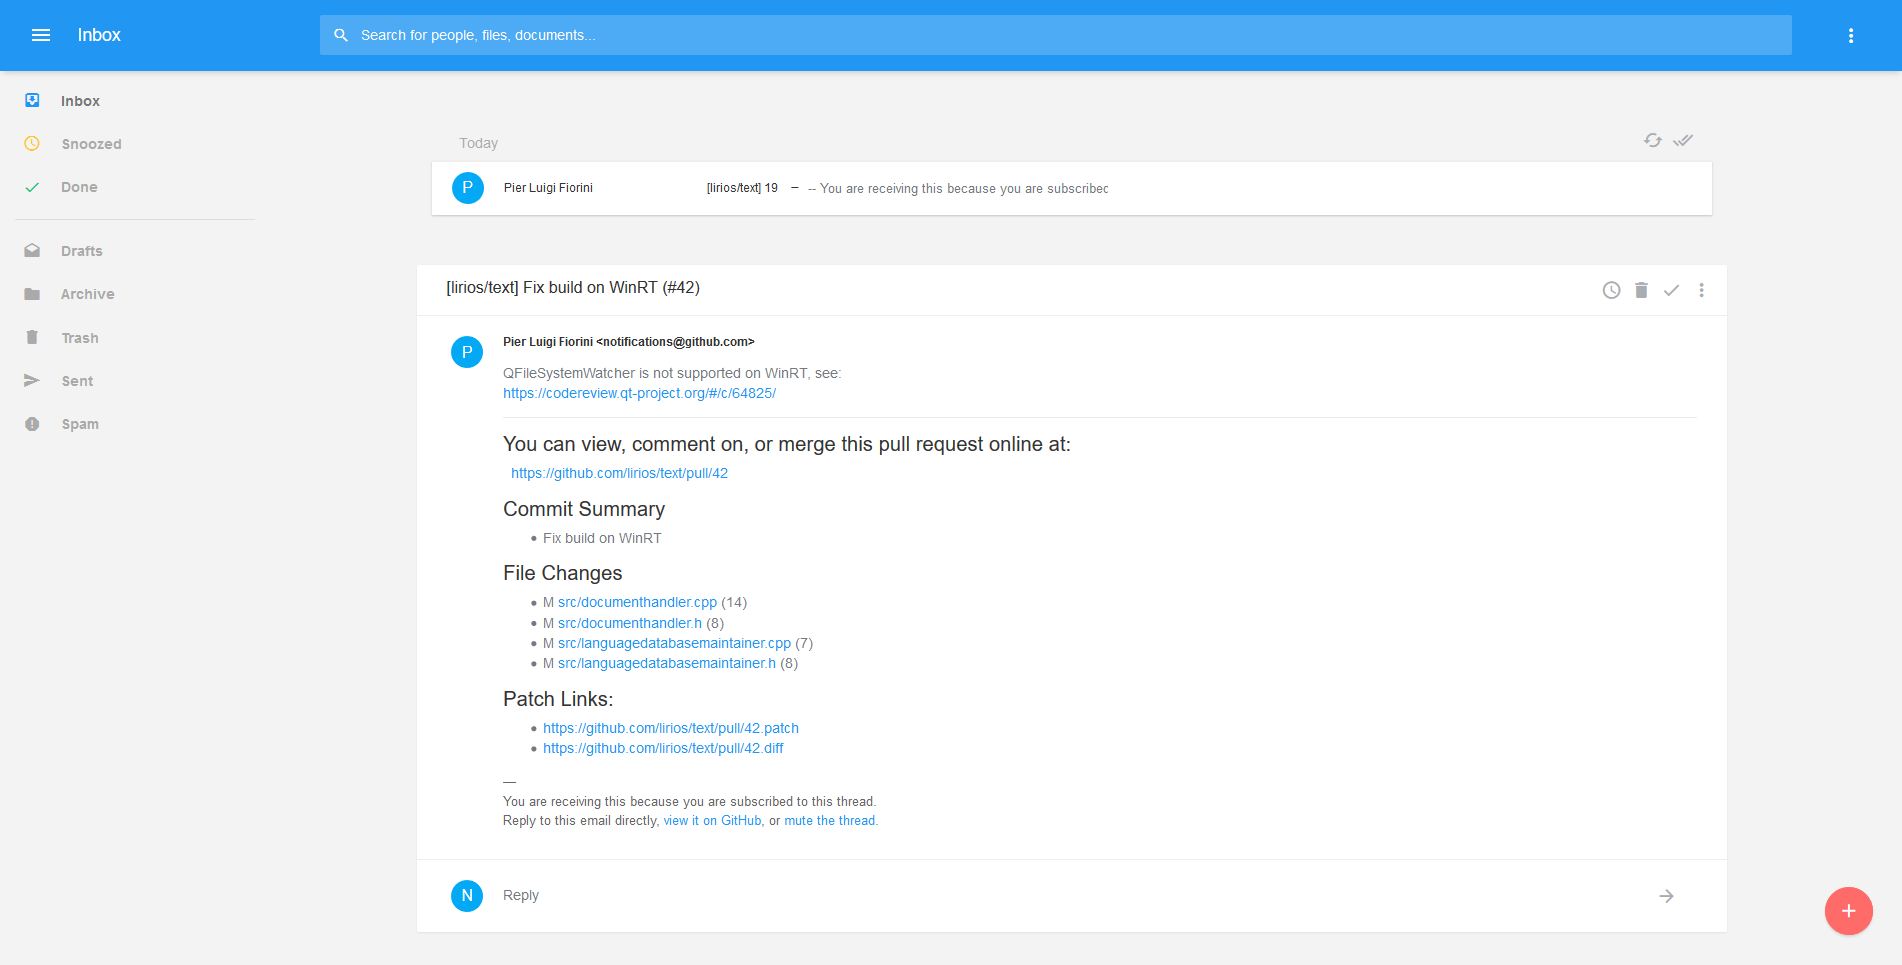 Inbox
Search for people, files, documents...
Inbox
Snoozed
Done
Drafts
Archive
Trash
Sent
Spam
Today
P Pier Luigi Fiorini [lirios/text] 19 – -- You are receiving this because you are subscribed
[lirios/text] Fix build on WinRT (#42)
P Pier Luigi Fiorini <notifications@github.com>
QFileSystemWatcher is not supported on WinRT, see:
https://codereview.qt-project.org/#/c/64825/
You can view, comment on, or merge this pull request online at:
https://github.com/lirios/text/pull/42
Commit Summary
• Fix build on WinRT
File Changes
• M src/documenthandler.cpp (14)
• M src/documenthandler.h (8)
• M src/languagedatabasemaintainer.cpp (7)
• M src/languagedatabasemaintainer.h (8)
Patch Links:
• https://github.com/lirios/text/pull/42.patch
• https://github.com/lirios/text/pull/42.diff
—
You are receiving this because you are subscribed to this thread.
Reply to this email directly, view it on GitHub, or mute the thread.
N Reply